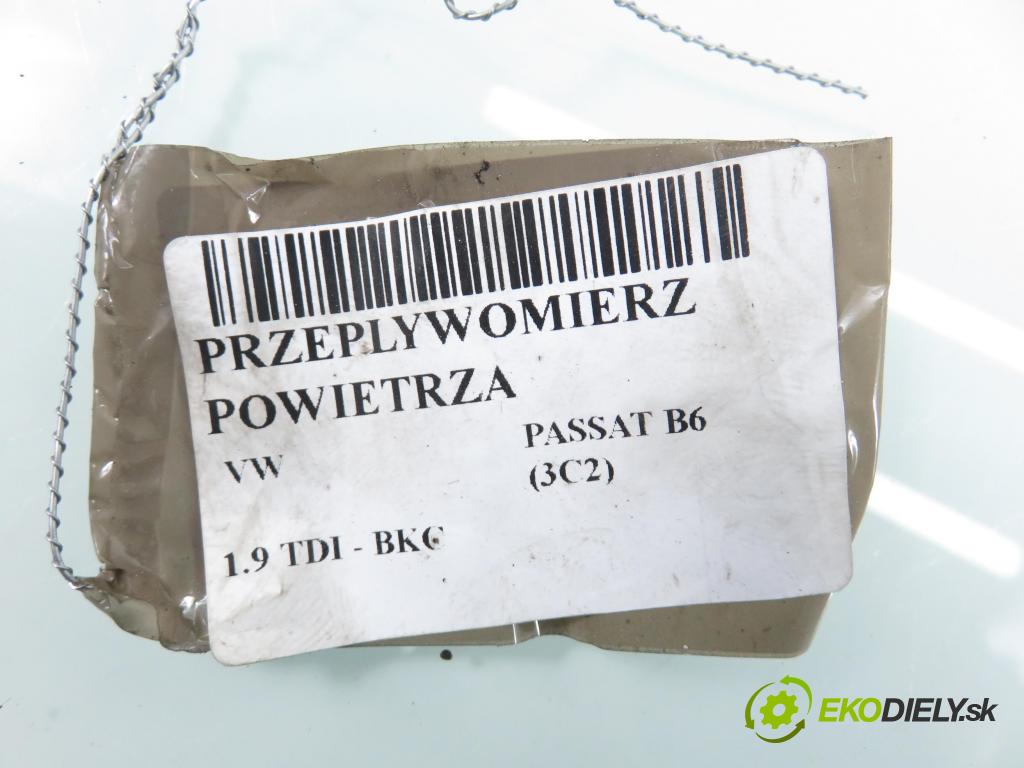 PRZEPLYWOMIERZ
POWIETRZA
VW
PASSAT B6
(3C2)
1.9 TDI - BKC
EKODIELY.sk